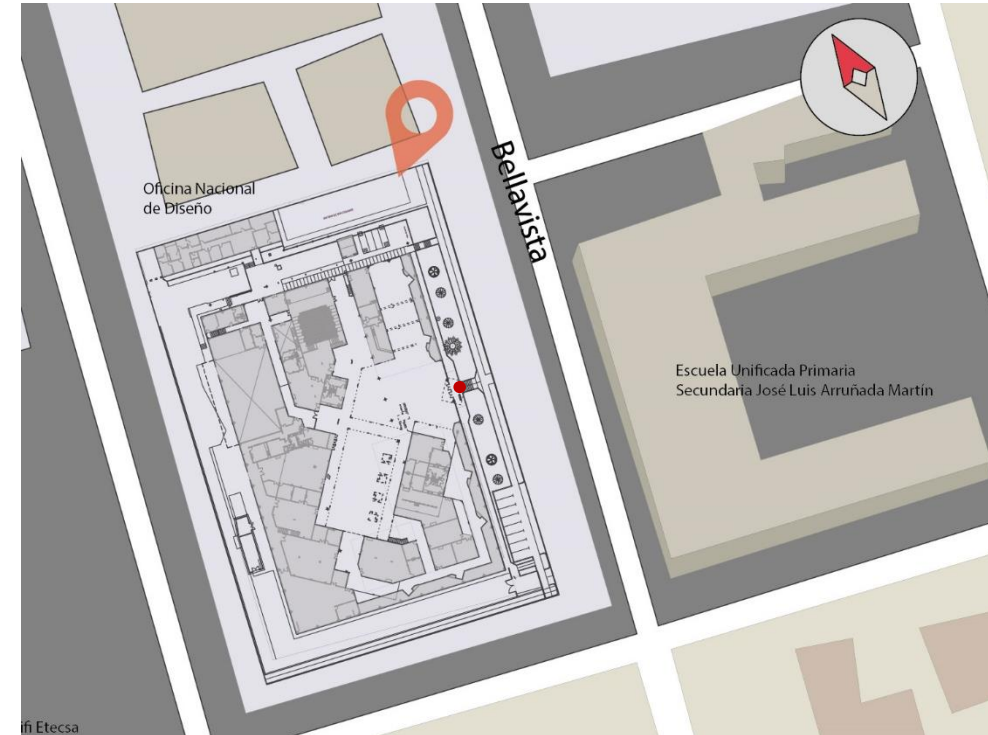 Bellavista
Oficina Nacional
de Diseño
Escuela Unificada Primaria
Secundaria José Luis Arruñada Martín
ifi Etecsa